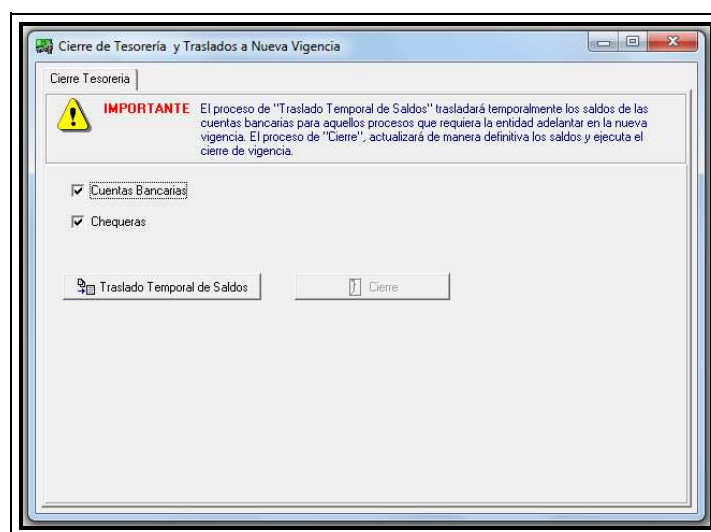 Cierre de Tesorería y Traslados a Nueva Vigencia
Cierre Tesoreria
IMPORTANTE El proceso de "Traslado Temporal de Saldos" trasladará temporalmente los saldos de las
cuentas bancarias para aquellos procesos que requiera la entidad adelantar en la nueva
vigencia. El proceso de "Cierre", actualizará de manera definitiva los saldos y ejecuta el
cierre de vigencia.
Cuentas Bancarias
Chequeras
Traslado Temporal de Saldos Cierre